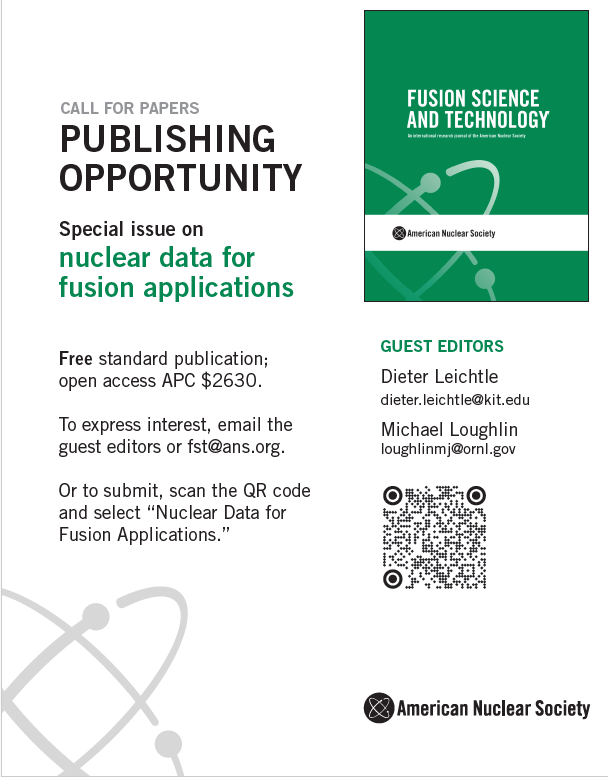 CALL FOR PAPERS
PUBLISHING
OPPORTUNITY
Special issue on
nuclear data for
fusion applications
Free standard publication;
open access APC $2630.
To express interest, email the
guest editors or fst@ans.org.
Or to submit, scan the QR code
and select “Nuclear Data for
Fusion Applications.”
FUSION SCIENCE
AND TECHNOLOGY
An international research journal of the American Nuclear Society
American Nuclear Society
GUEST EDITORS
Dieter Leichtle
dieter.leichtle@kit.edu
Michael Loughlin
loughlinmj@ornl.gov
American Nuclear Society